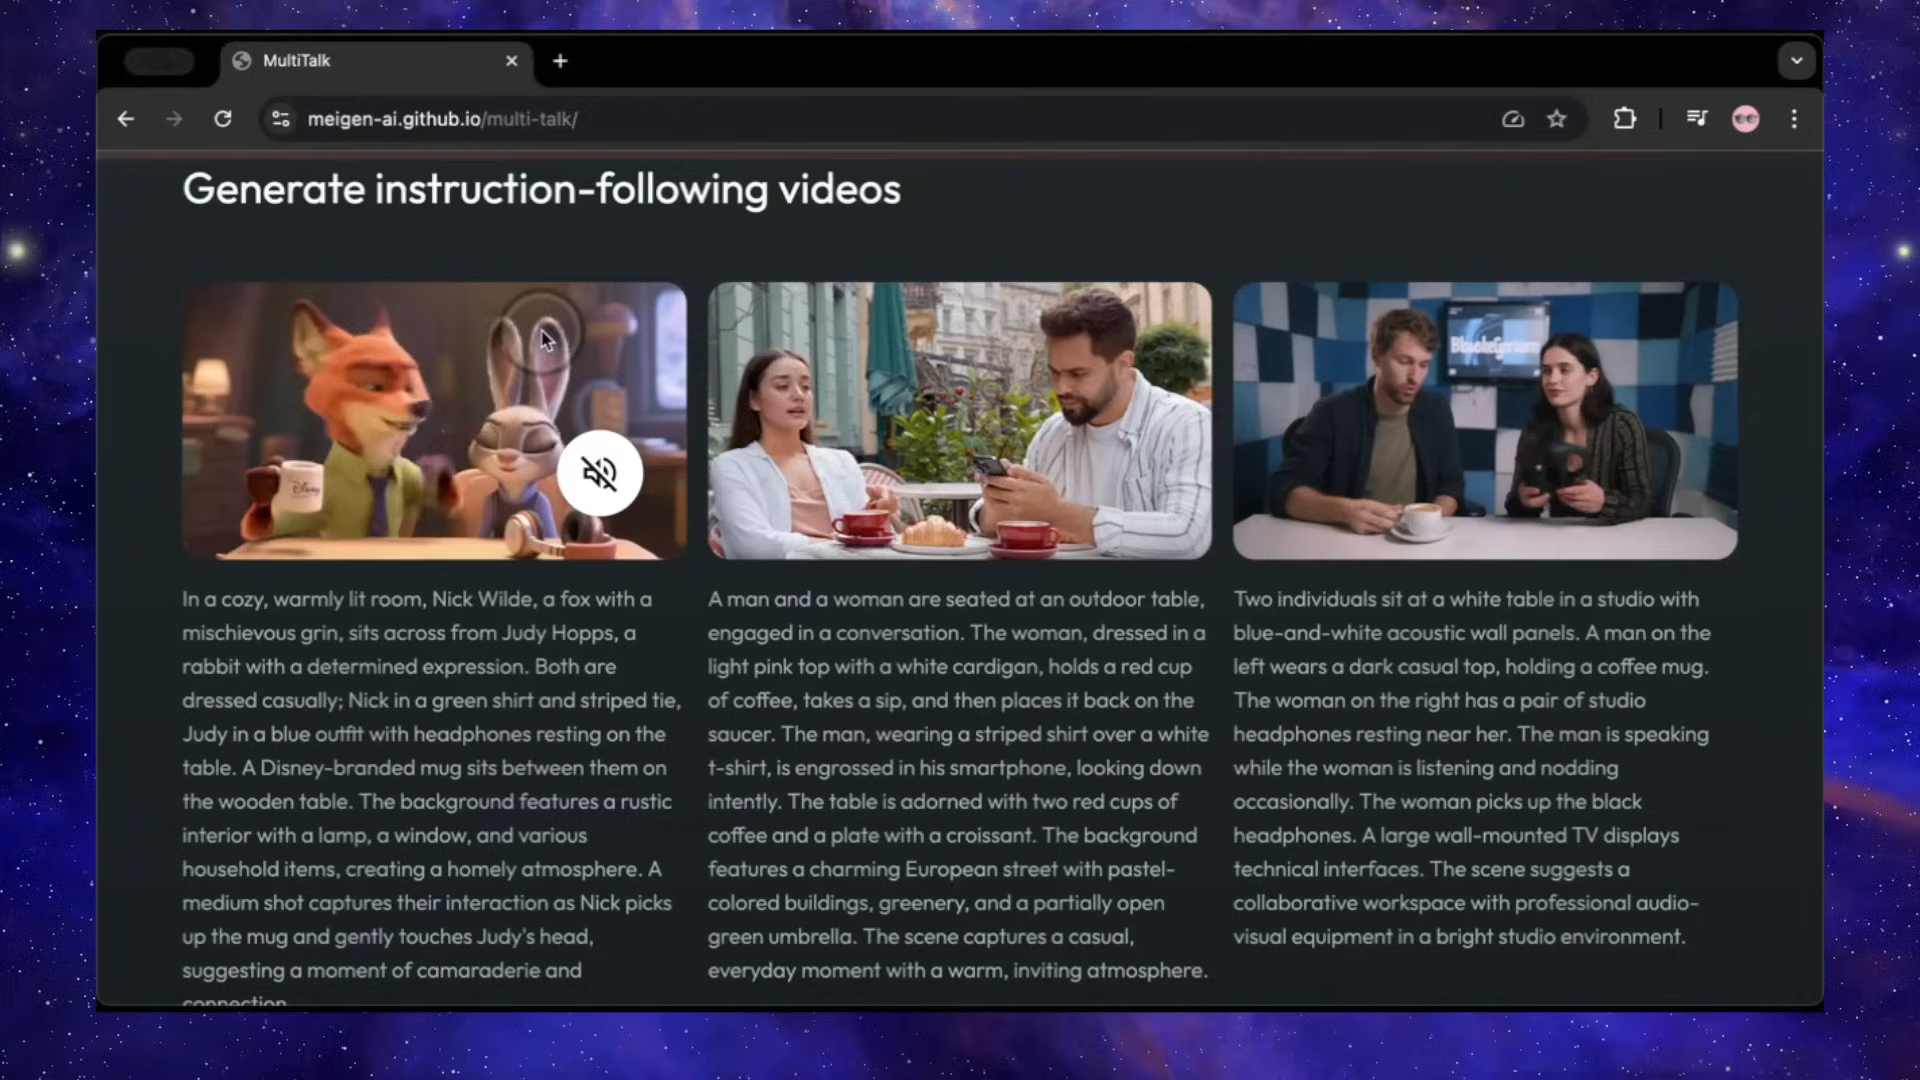 MultiTalk
meigen-ai.github.io/multi-talk/
Generate instruction-following videos
Disney
In a cozy, warmly lit room, Nick Wilde, a fox with a
mischievous grin, sits across from Judy Hopps, a
rabbit with a determined expression. Both are
dressed casually; Nick in a green shirt and striped tie,
Judy in a blue outfit with headphones resting on the
table. A Disney-branded mug sits between them on
the wooden table. The background features a rustic
interior with a lamp, a window, and various
household items, creating a homely atmosphere. A
medium shot captures their interaction as Nick picks
up the mug and gently touches Judy's head,
suggesting a moment of camaraderie and
connection.
A man and a woman are seated at an outdoor table,
engaged in a conversation. The woman, dressed in a
light pink top with a white cardigan, holds a red cup
of coffee, takes a sip, and then places it back on the
saucer. The man, wearing a striped shirt over a white
t-shirt, is engrossed in his smartphone, looking down
intently. The table is adorned with two red cups of
coffee and a plate with a croissant. The background
features a charming European street with pastel-
colored buildings, greenery, and a partially open
green umbrella. The scene captures a casual,
everyday moment with a warm, inviting atmosphere.
Two individuals sit at a white table in a studio with
blue-and-white acoustic wall panels. A man on the
left wears a dark casual top, holding a coffee mug.
The woman on the right has a pair of studio
headphones resting near her. The man is speaking
while the woman is listening and nodding
occasionally. The woman picks up the black
headphones. A large wall-mounted TV displays
technical interfaces. The scene suggests a
collaborative workspace with professional audio-
visual equipment in a bright studio environment.